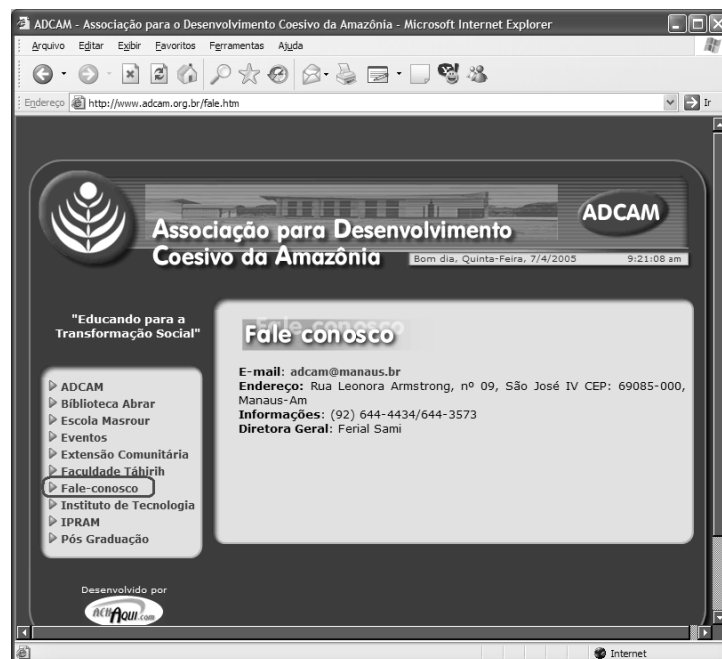 ADCAM - Associação para o Desenvolvimento Coesivo da Amazônia - Microsoft Internet Explorer
Arquivo Editar Exibir Favoritos Ferramentas Ajuda
Endereço http://www.adcam.org.br/fale.htm Ir
ADCAM
Associação para Desenvolvimento
Coesivo da Amazônia
Bom dia, Quinta-Feira, 7/4/2005 9:21:08 am
"Educando para a
Transformação Social"
ADCAM
Bíblioteca Abrar
Escola Masrour
Eventos
Extensão Comunitária
Faculdade Táhirih
Fale-conosco
Instituto de Tecnologia
IPRAM
Pós Graduação
Desenvolvido por
ACHAQUI.com
Fale conosco
E-mail: adcam@manaus.br
Endereço: Rua Leonora Armstrong, nº 09, São José IV CEP: 69085-000,
Manaus-Am
Informações: (92) 644-4434/644-3573
Diretora Geral: Ferial Sami
Internet